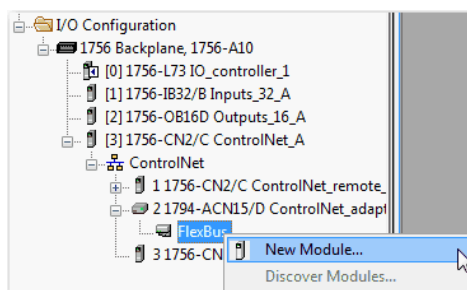 I/O Configuration
1756 Backplane, 1756-A10
[0] 1756-L73 IO_controller_1
[1] 1756-IB32/B Inputs_32_A
[2] 1756-OB16D Outputs_16_A
[3] 1756-CN2/C ControlNet_A
ControlNet
1 1756-CN2/C ControlNet_remote_
2 1794-ACN15/D ControlNet_adapt
FlexBus
3 1756-CN
New Module...
Discover Modules...